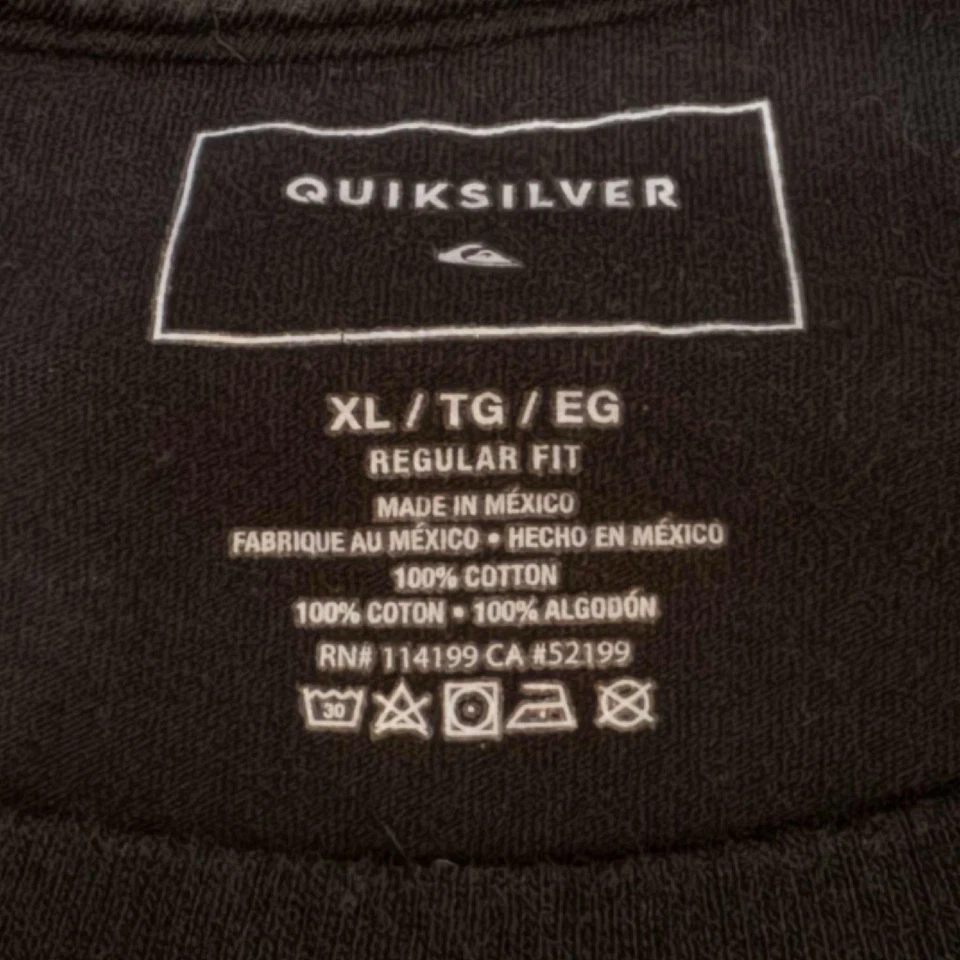 QUIKSILVER
XL / TG / EG
REGULAR FIT
MADE IN MÉXICO
FABRIQUE AU MÉXICO • HECHO EN MÉXICO
100% COTTON
100% COTON • 100% ALGODÓN
RN# 114199 CA #52199
30